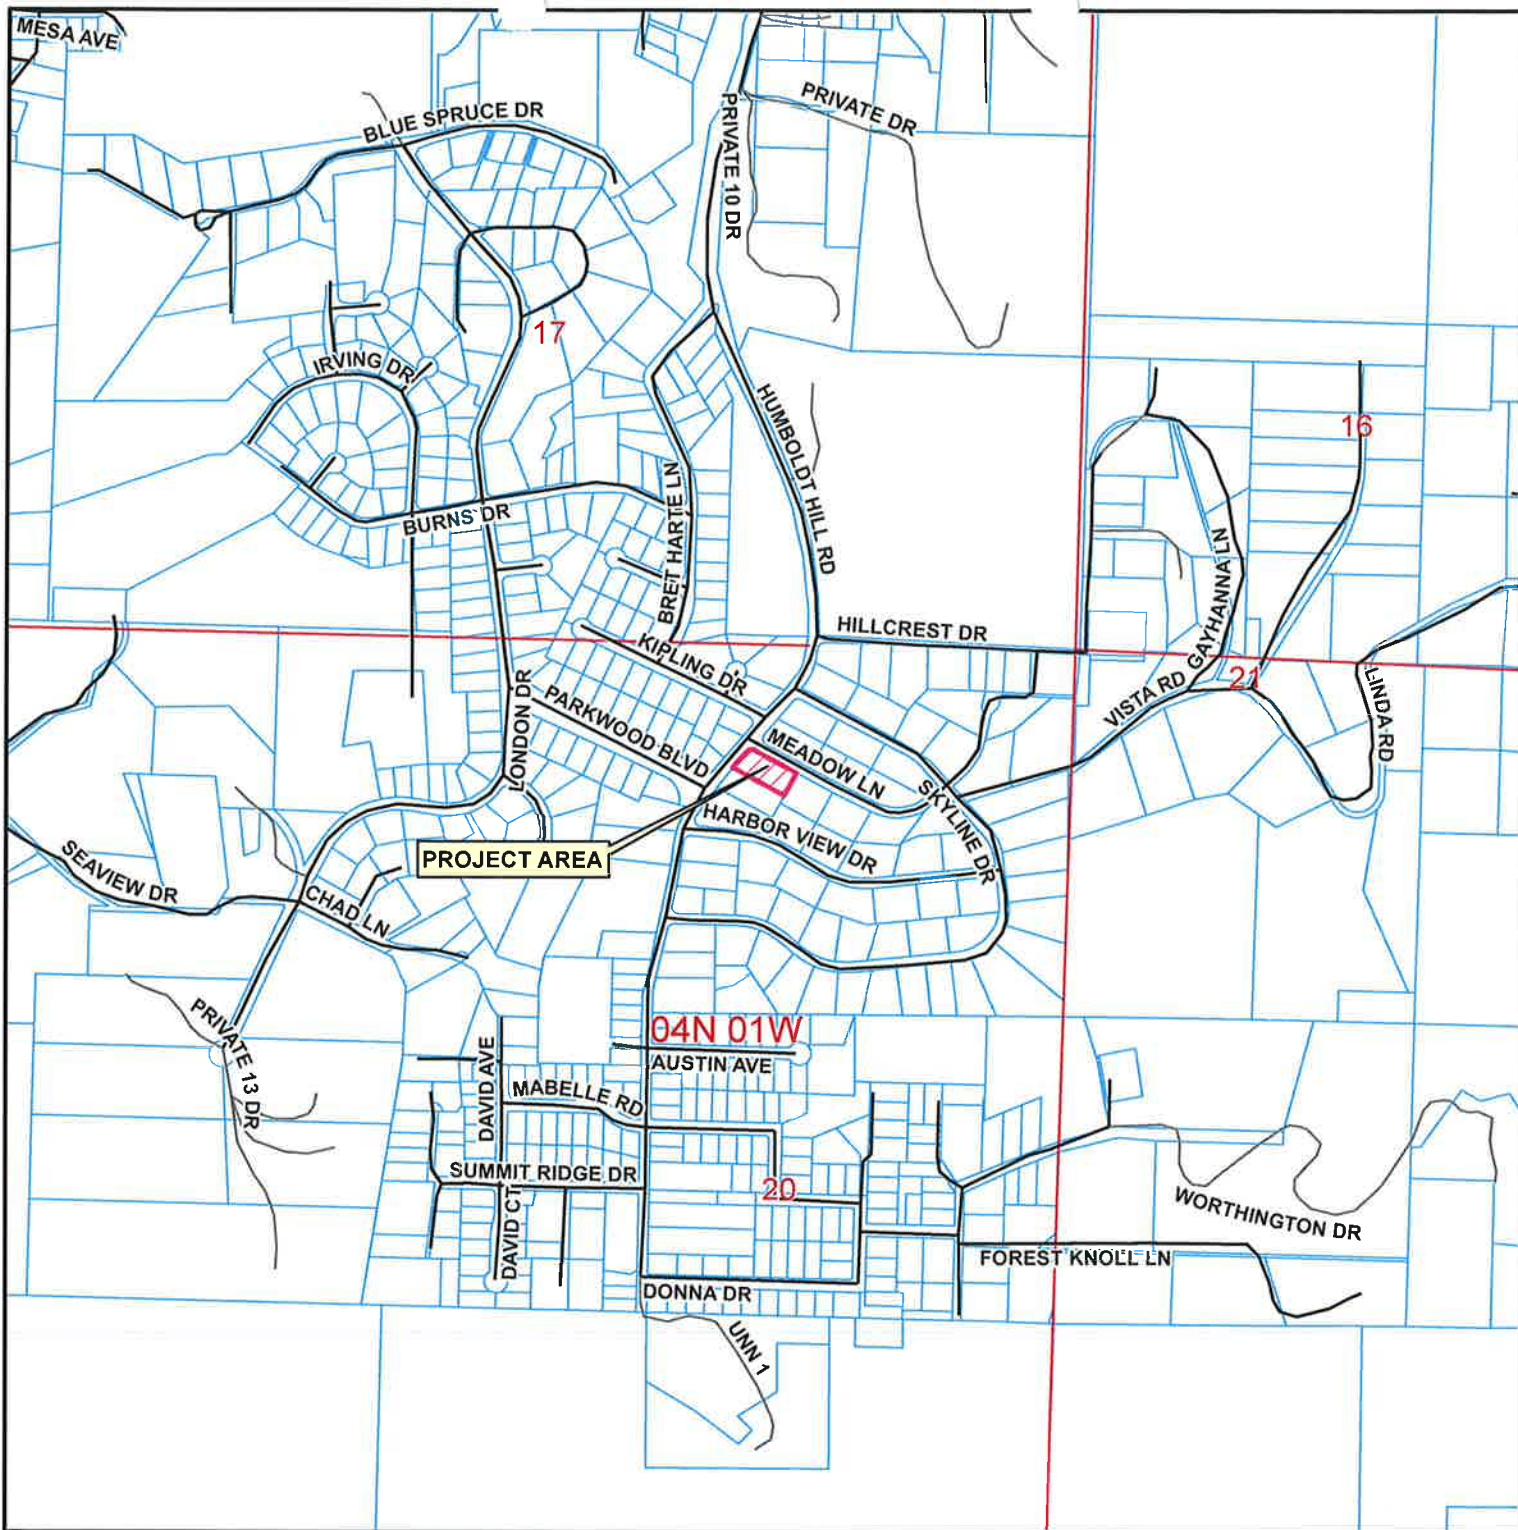 MESA AVE
BLUE SPRUCE DR
PRIVATE DR
PRIVATE 10 DR
17
IRVING DR
HUMBOLDT HILL RD
16
BURNS DR
BRET HARTE LN
GAYHANNA LN
HILLCREST DR
KIPLING DR
21
VISTA RD
LINDA RD
LONDON DR
PARKWOOD BLVD
MEADOW LN
SKYLINE DR
HARBOR VIEW DR
PROJECT AREA
SEAVIEW DR
CHAD LN
PRIVATE 13 DR
04N 01W
AUSTIN AVE
DAVID AVE
MABELLE RD
SUMMIT RIDGE DR
20
DAVID CT
WORTHINGTON DR
FOREST KNOLL LN
DONNA DR
UNN 1